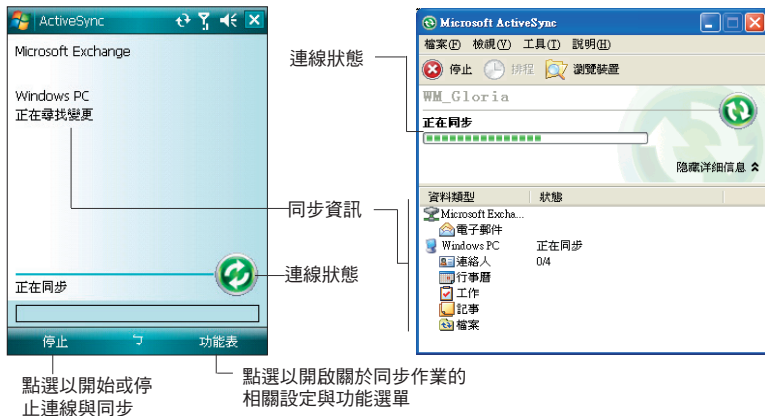 ActiveSync
Microsoft Exchange
Windows PC
正在尋找變更
正在同步
停止
ㄅ
功能表
點選以開始或停
止連線與同步
點選以開啟關於同步作業的
相關設定與功能選單
連線狀態
同步資訊
連線狀態
Microsoft ActiveSync
檔案(F) 檢視(V) 工具(T) 說明(H)
停止 排程 瀏覽裝置
WM_Gloria
正在同步
隐藏详细信息
資料類型 狀態
Microsoft Excha...
電子郵件
Windows PC 正在同步
連絡人 0/4
行事曆
工作
記事
檔案